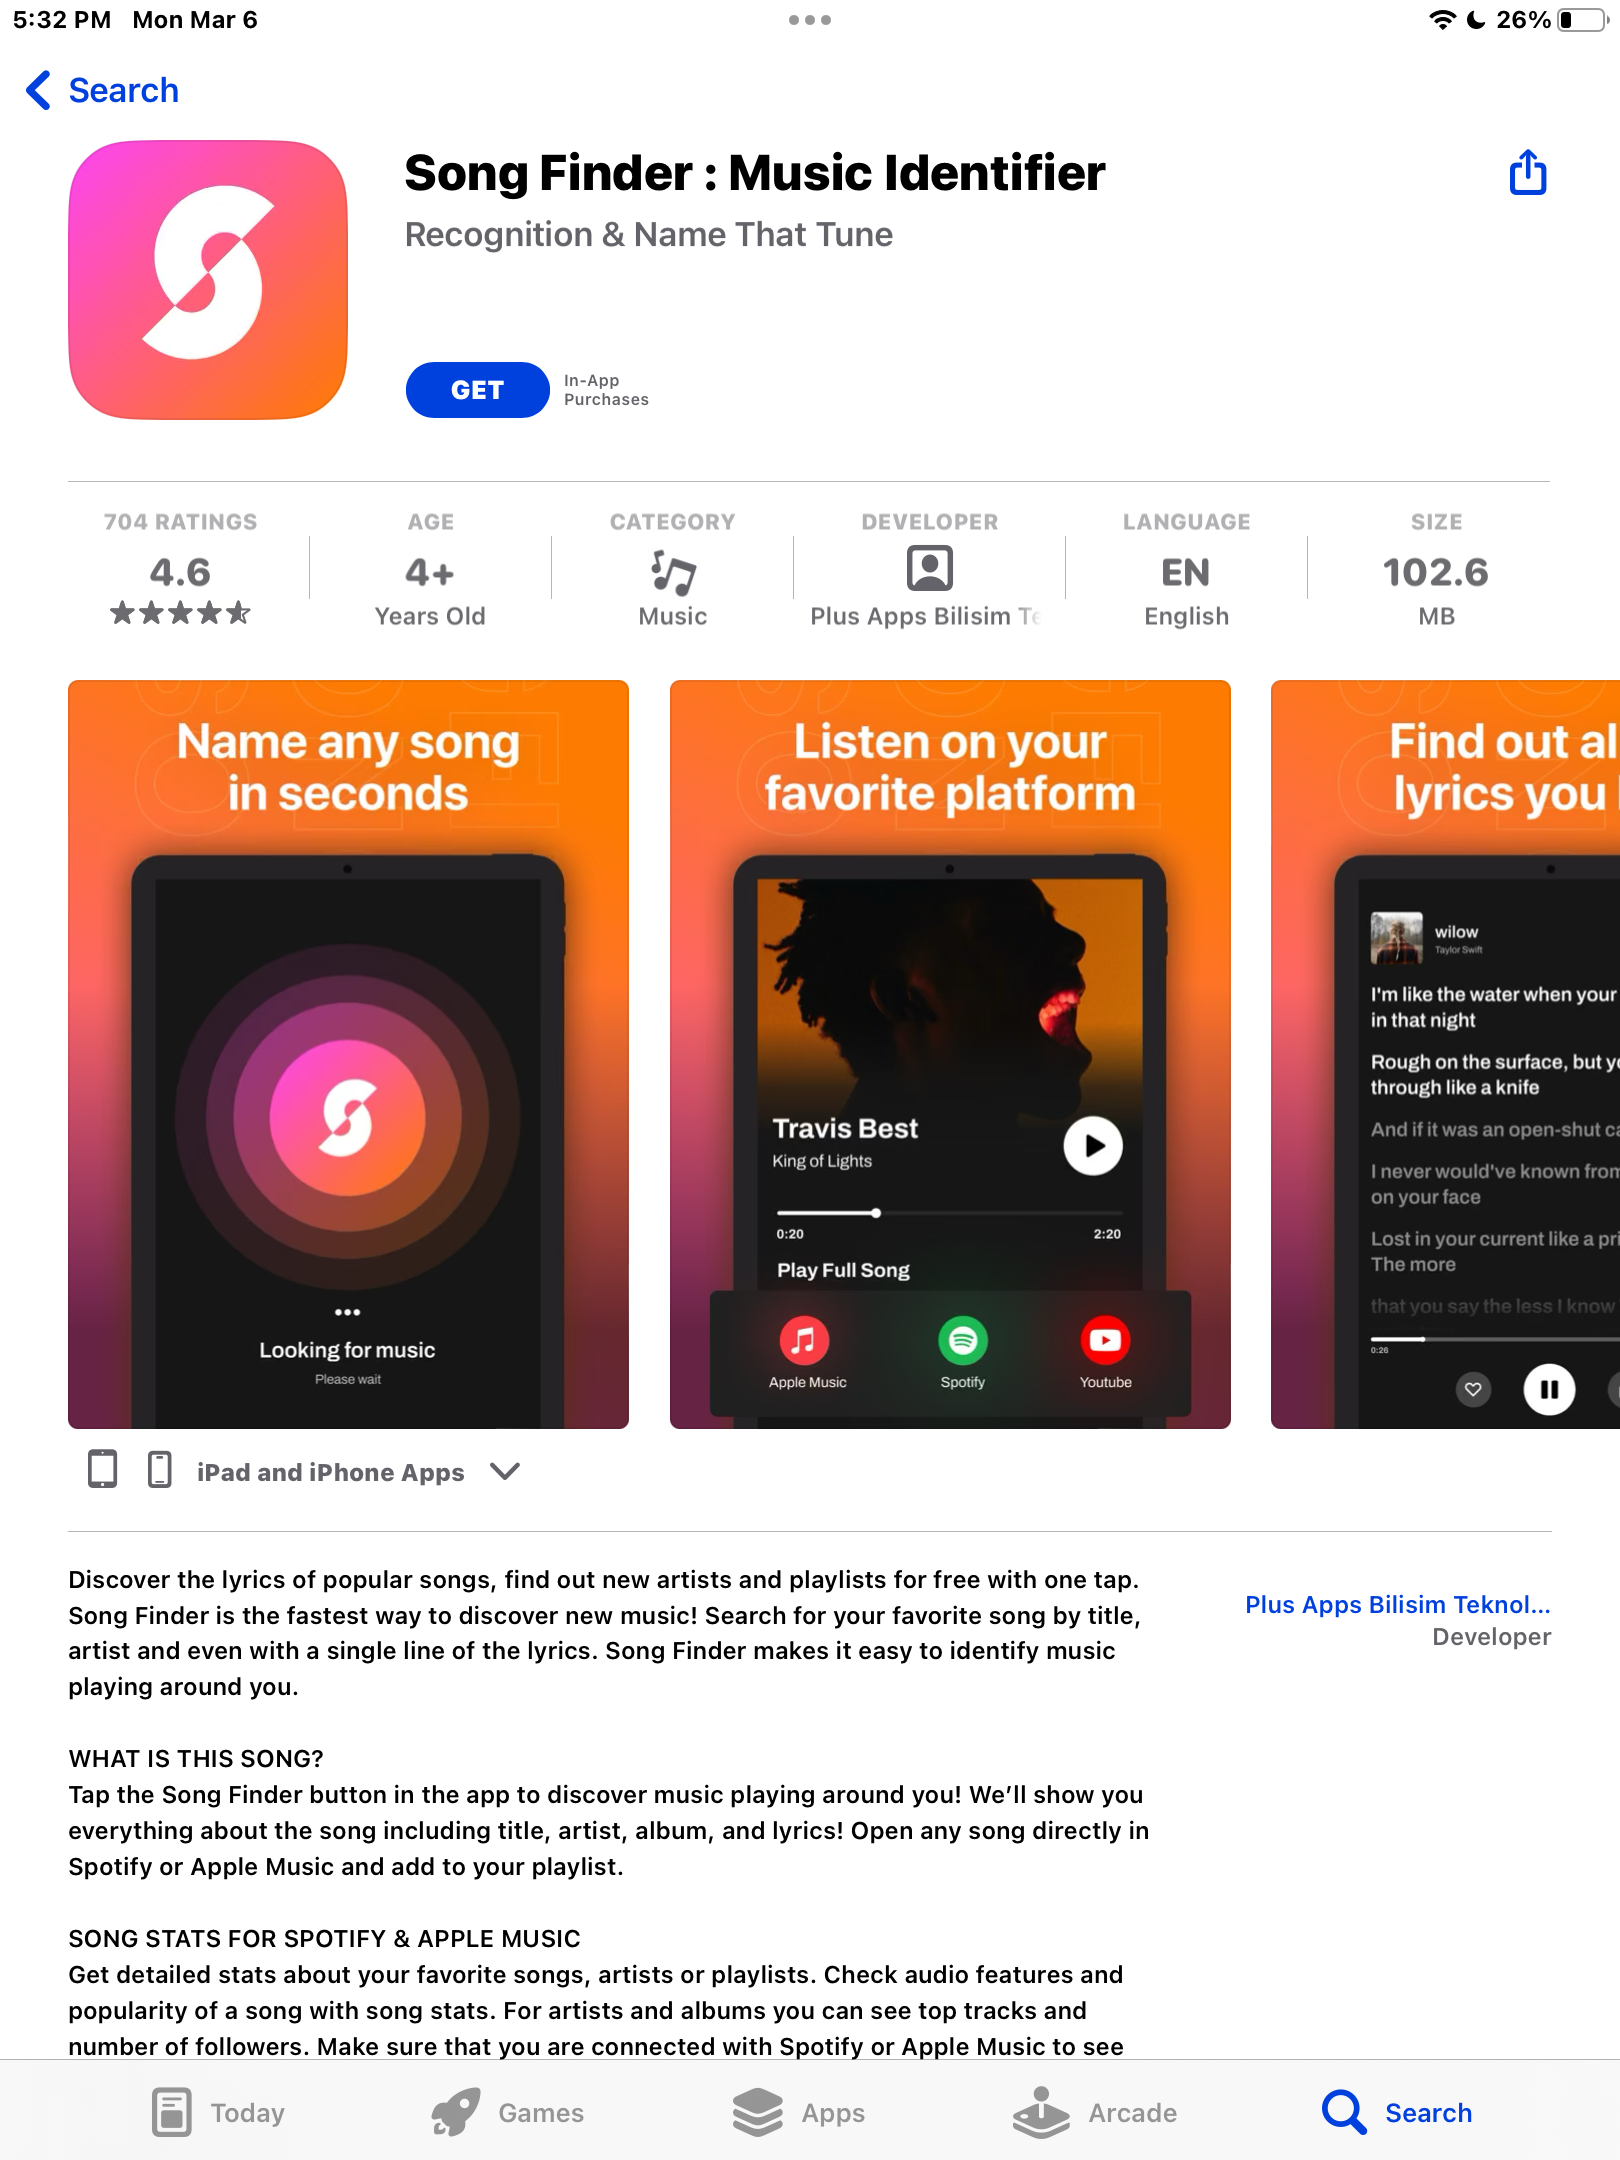 5:32 PM Mon Mar 6
26%
Search
Song Finder : Music Identifier
Recognition & Name That Tune
GET
In-App
Purchases
704 RATINGS
4.6
AGE
4+
Years Old
CATEGORY
Music
DEVELOPER
Plus Apps Bilisim
LANGUAGE
EN
English
SIZE
102.6
MB
Name any song
in seconds
Looking for music
Please wait
Listen on your
favorite platform
Travis Best
King of Lights
0:20
2:20
Play Full Song
Apple Music
Spotify
Youtube
Find out
lyrics you
wilow
Taylor Swift
I'm like the water when your
in that night
Rough on the surface, but
through like a knife
And if it was an open-shut
I never would've known from
on your face
Lost in your current like a
The more
that you say the less I know
0:26
iPad and iPhone Apps
Discover the lyrics of popular songs, find out new artists and playlists for free with one tap.
Song Finder is the fastest way to discover new music! Search for your favorite song by title,
artist and even with a single line of the lyrics. Song Finder makes it easy to identify music
playing around you.
Plus Apps Bilisim Teknol...
Developer
WHAT IS THIS SONG?
Tap the Song Finder button in the app to discover music playing around you! We’ll show you
everything about the song including title, artist, album, and lyrics! Open any song directly in
Spotify or Apple Music and add to your playlist.
SONG STATS FOR SPOTIFY & APPLE MUSIC
Get detailed stats about your favorite songs, artists or playlists. Check audio features and
popularity of a song with song stats. For artists and albums you can see top tracks and
number of followers. Make sure that you are connected with Spotify or Apple Music to see
Today
Games
Apps
Arcade
Search